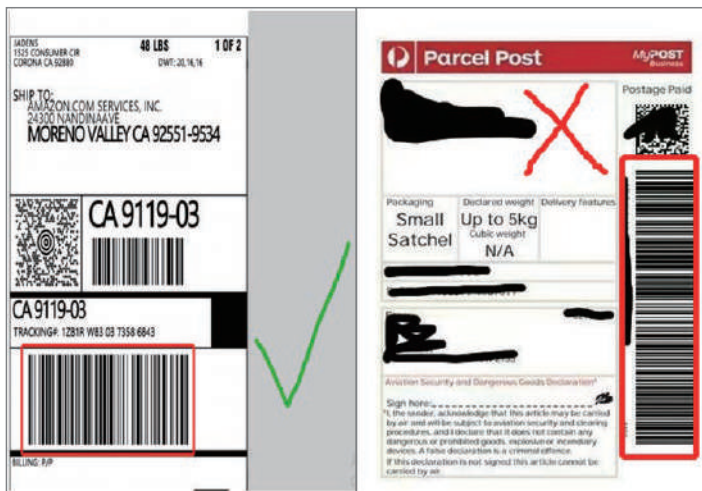 JADENS
1525 CONSUMER CIR
CORONA CA 92880
48 LBS
1 OF 2
DWT: 20,16,16
SHIP TO:
AMAZON.COM SERVICES, INC.
24300 NANDINAAVE
MORENO VALLEY CA 92551-9534
CA 9119-03
CA 9119-03
TRACKING#: 1ZB1R W83 03 7358 6843
BILLING: P/P
Parcel Post
MyPOST
Business
Postage Paid
Packaging
Small
Satchel
Declared weight
Up to 5kg
Cubic weight
N/A
Delivery features
Aviation Security and Dangerous Goods Declaration*
Sign here:
*I, the sender, acknowledge that this article may be carried
by air and will be subject to aviation security and clearing
procedures, and I declare that it does not contain any
dangerous or prohibited goods, explosive or incendiary
devices. A false declaration is a criminal offence.
If this declaration is not signed this article cannot be
carried by air.